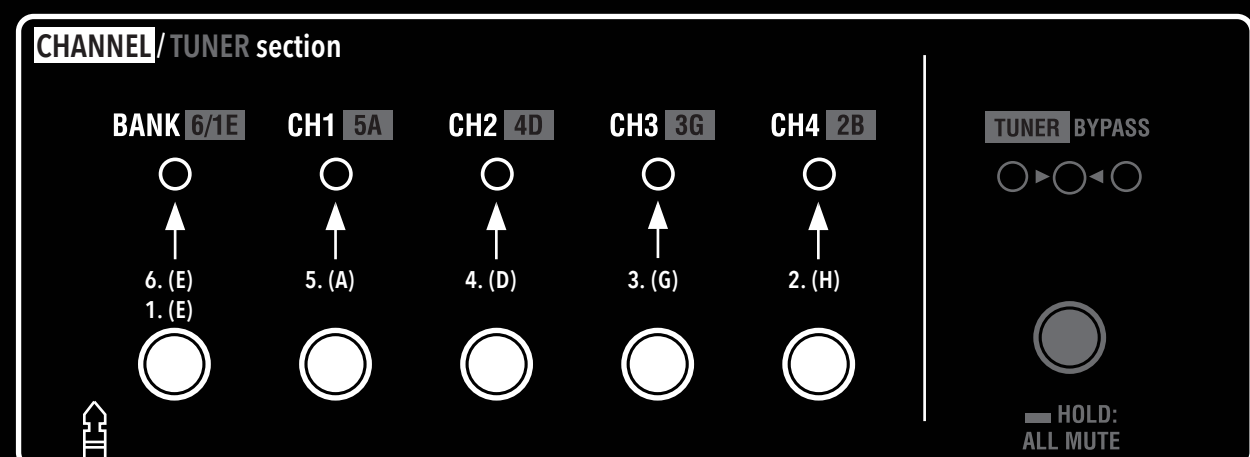 CHANNEL/TUNER section
BANK 6/1E
CH1 5A
CH2 4D
CH3 3G
CH4 2B
6. (E)
1. (E)
5. (A)
4. (D)
3. (G)
2. (H)
TUNER BYPASS
HOLD:
ALL MUTE